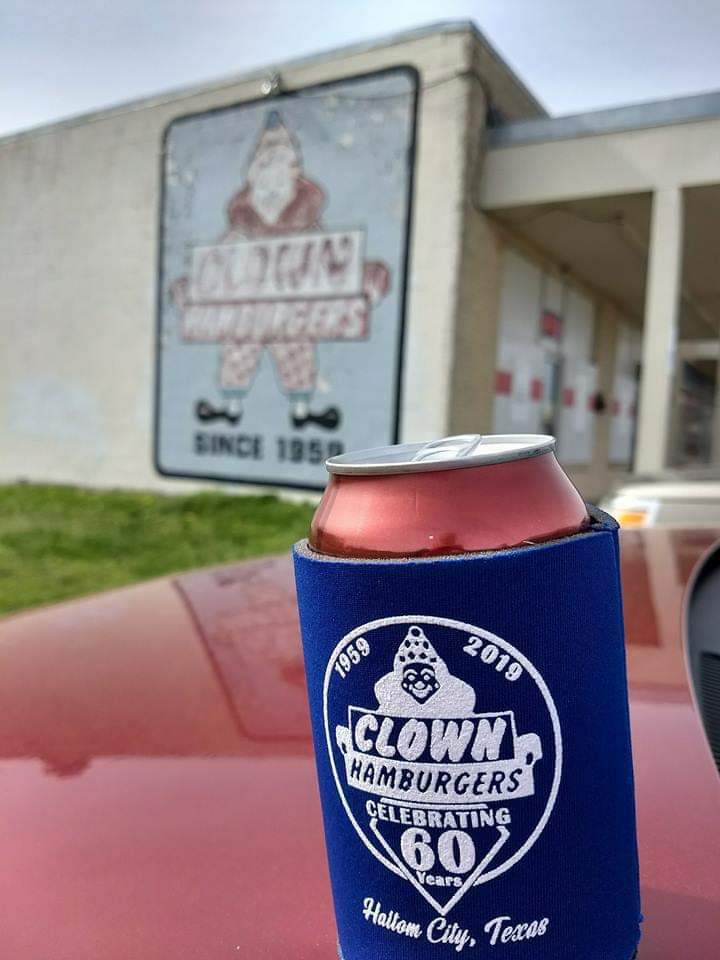 CLOWN
HAMBURGERS
SINCE 1959
1959
2019
CLOWN
HAMBURGERS
CELEBRATING
60
Years
Haltom City, Texas